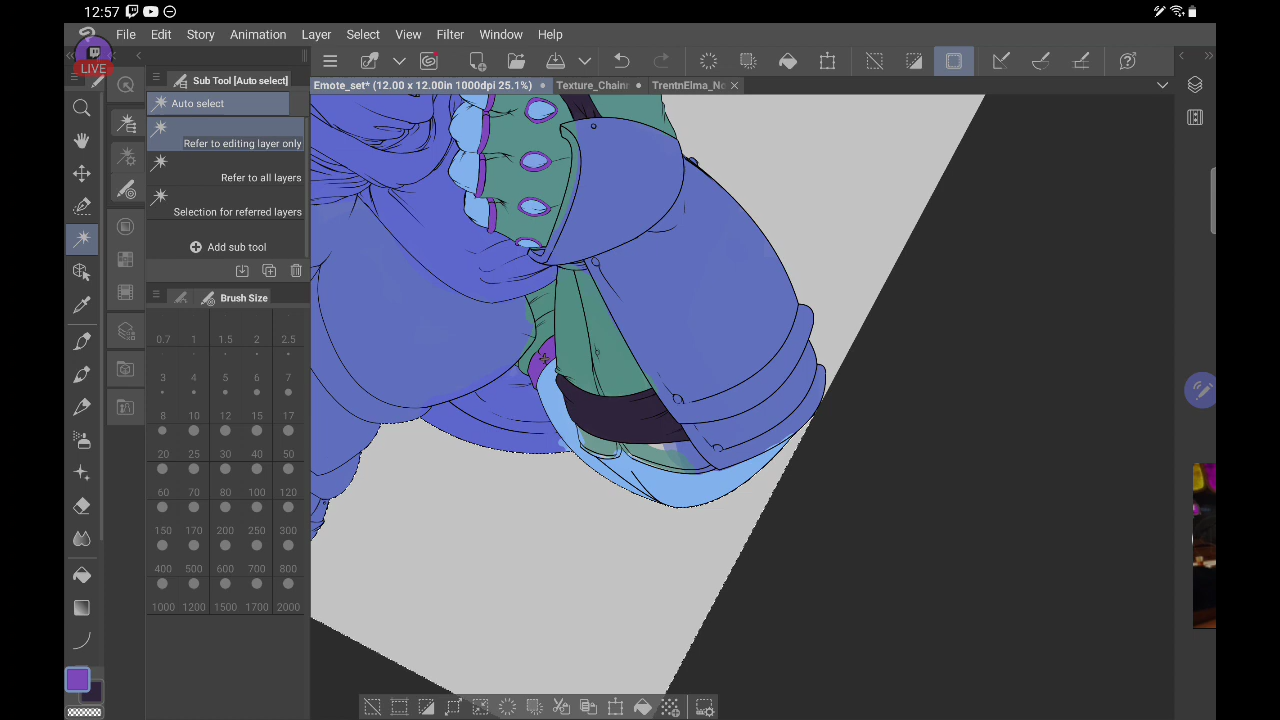 12:57
File Edit Story Animation Layer Select View Filter Window Help
LIVE
Sub Tool [Auto select]
Auto select
Refer to editing layer only
Refer to all layers
Selection for referred layers
Add sub tool
Brush Size
0.7 1 1.5 2 2.5
3 4 5 6 7
8 10 12 15 17
20 25 30 40 50
60 70 80 100 120
150 170 200 250 300
400 500 600 700 800
1000 1200 1500 1700 2000
Emote_set* (12.00 x 12.00in 1000dpi 25.1%) Texture_Chainr TrentnElma_No